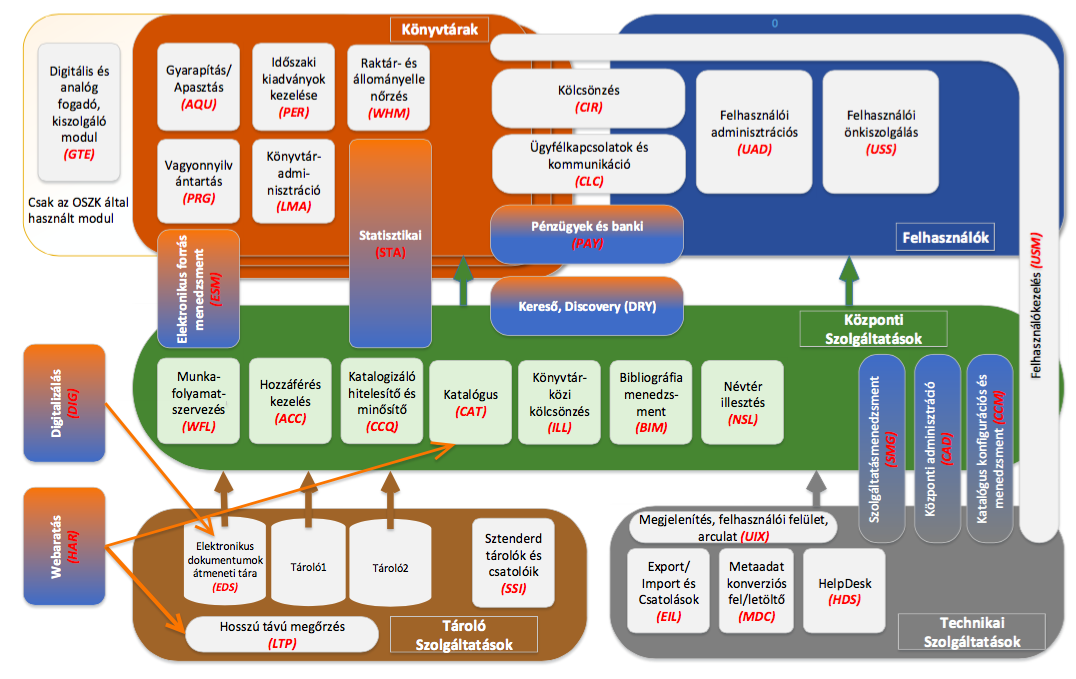 0
Könyvtárak
Digitális és
analóg
fogadó,
kiszolgáló
modul
(GTE)
Csak az OSZK által
használt modul
Gyarapítás/
Apasztás
(AQU)
Időszaki
kiadványok
kezelése
(PER)
Raktár- és
állományelle
nőrzés
(WHM)
Vagyonnyilv
ántartás
(PRG)
Könyvtár-
admi-
nisztráció
(LMA)
Statisztikai
(STA)
Elektronikus forrás
menedzsment
(ESM)
Kölcsönzés
(CIR)
Ügyfélkapcsolatok és
kommunikáció
(CLC)
Pénzügyek és banki
(PAY)
Kereső, Discovery (DRY)
Felhasználói
adminisztrációs
(UAD)
Felhasználói
önkiszolgálás
(USS)
Felhasználók
Felhasználókezelés (USM)
Központi
Szolgáltatások
Digitalizálás
(DIG)
Webaratás
(HAR)
Munka-
folyamat-
szervezés
(WFL)
Hozzáférés
kezelés
(ACC)
Katalogizáló
hitelesítő és
minősítő
(CCQ)
Katalógus
(CAT)
Könyvtár-
közi
kölcsönzés
(ILL)
Bibliográfia
menedzs-
ment
(BIM)
Névtér
illesztés
(NSL)
Szolgáltatásmenedzsment
(SMG)
Központi adminisztráció
(CAD)
Katalógus konfigurációs és
menedzsment (CCM)
Elektronikus
dokumentumok
átmeneti tára
(EDS)
Tároló1
Tároló2
Sztenderd
tárolók és
csatolóik
(SSI)
Hosszú távú megőrzés
(LTP)
Tároló
Szolgáltatások
Megjelenítés, felhasználói felület,
arculat (UIX)
Export/
Import és
Csatolások
(EIL)
Metaadat
konverziós
fel/letöltő
(MDC)
HelpDesk
(HDS)
Technikai
Szolgáltatások